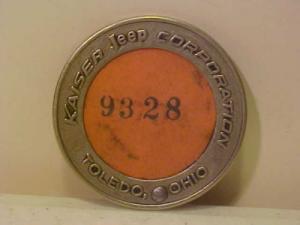 KAISER Jeep CORPORATION
9328
TOLEDO, OHIO